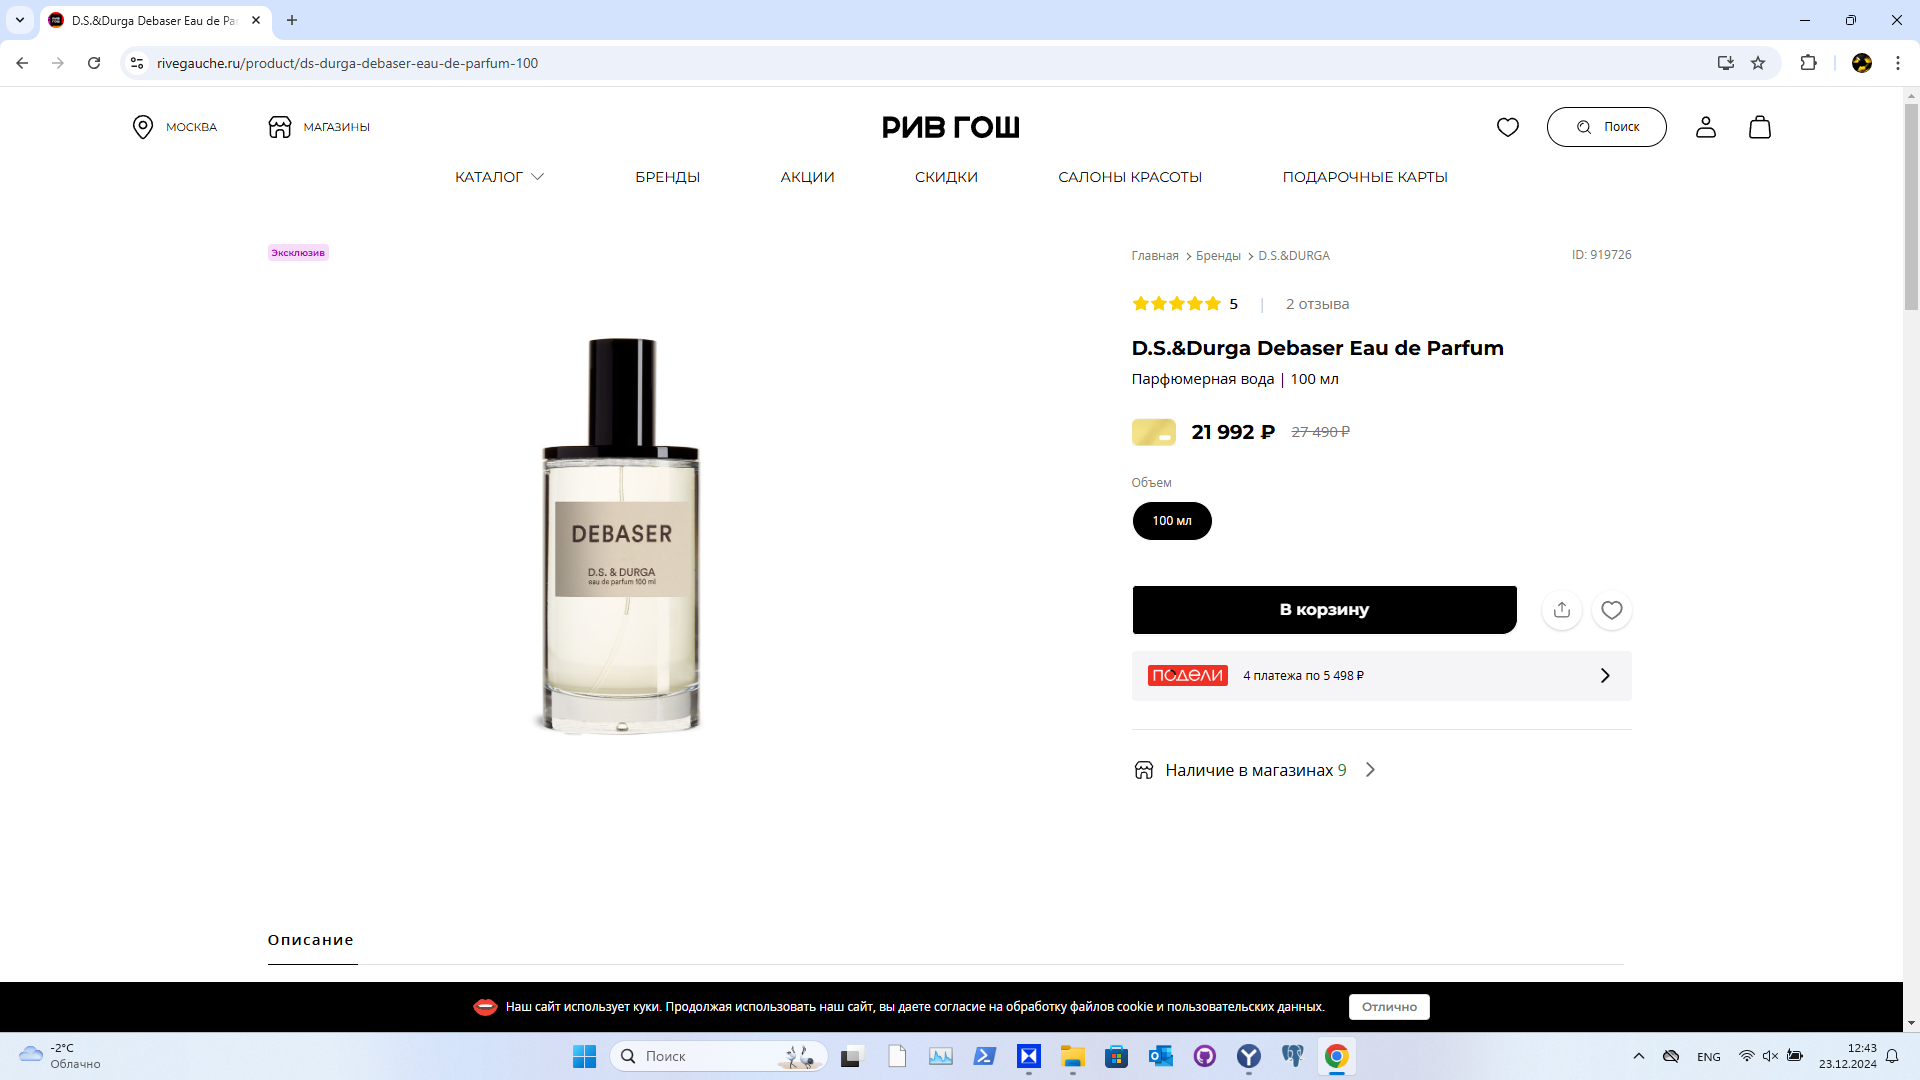 D.S.&Durga Debaser Eau de Pa
rivegauche.ru/product/ds-durga-debaser-eau-de-parfum-100
МОСКВА
МАГАЗИНЫ
РИВ ГОШ
Поиск
КАТАЛОГ
БРЕНДЫ
АКЦИИ
СКИДКИ
САЛОНЫ КРАСОТЫ
ПОДАРОЧНЫЕ КАРТЫ
Эксклюзив
Главная > Бренды > D.S.&DURGA
ID: 919726
5 | 2 отзыва
D.S.&Durga Debaser Eau de Parfum
Парфюмерная вода | 100 мл
21 992 ₽ 27 490 ₽
Объем
100 мл
DEBASER
D.S. & DURGA
eau de parfum 100 ml
В корзину
ПОДЕЛИ 4 платежа по 5 498 ₽
Наличие в магазинах 9
Описание
Наш сайт использует куки. Продолжая использовать наш сайт, вы даете согласие на обработку файлов cookie и пользовательских данных.
Отлично
-2°C
Облачно
Поиск
ENG
12:43
23.12.2024